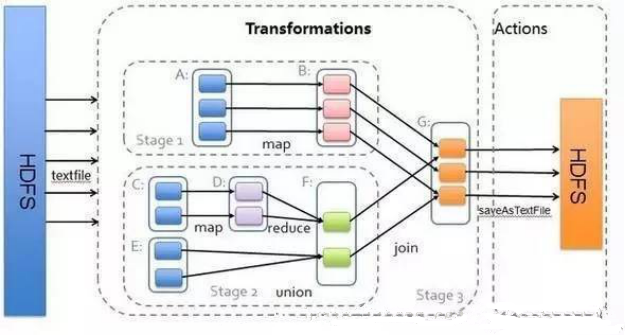 Transformations
Actions
A:
B:
Stage 1
map
G:
HDFS
textfile
C:
D:
F:
map
reduce
E:
Stage 2
union
join
Stage 3
saveAsTextFile
HDFS